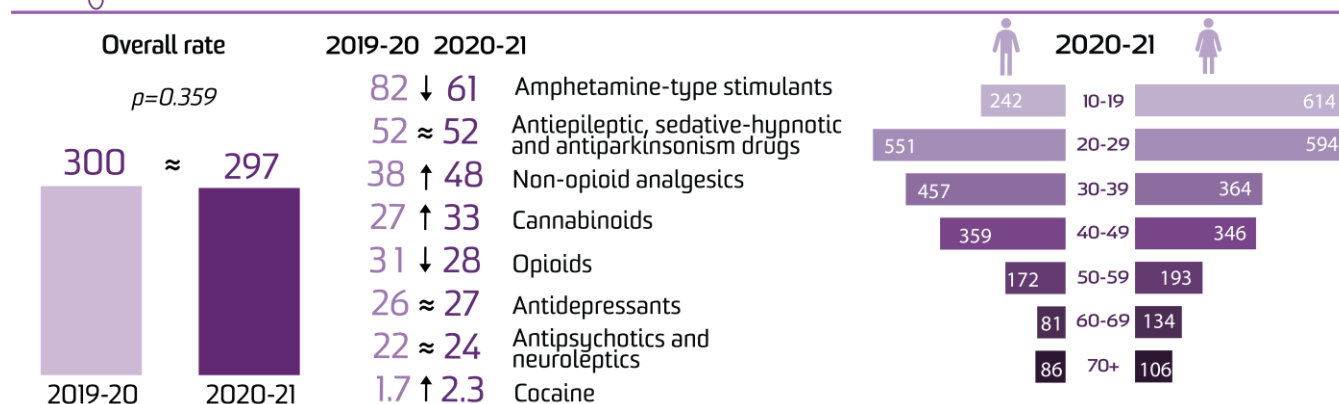 Overall rate
p=0.359
300 ≈ 297
2019-20 2020-21
2019-20 2020-21
82 ↓ 61 Amphetamine-type stimulants
52 ≈ 52 Antiepileptic, sedative-hypnotic
and antiparkinsonism drugs
38 ↑ 48 Non-opioid analgesics
27 ↑ 33 Cannabinoids
31 ↓ 28 Opioids
26 ≈ 27 Antidepressants
22 ≈ 24 Antipsychotics and
neuroleptics
1.7 ↑ 2.3 Cocaine
2020-21
242 10-19 614
551 20-29 594
457 30-39 364
359 40-49 346
172 50-59 193
81 60-69 134
86 70+ 106